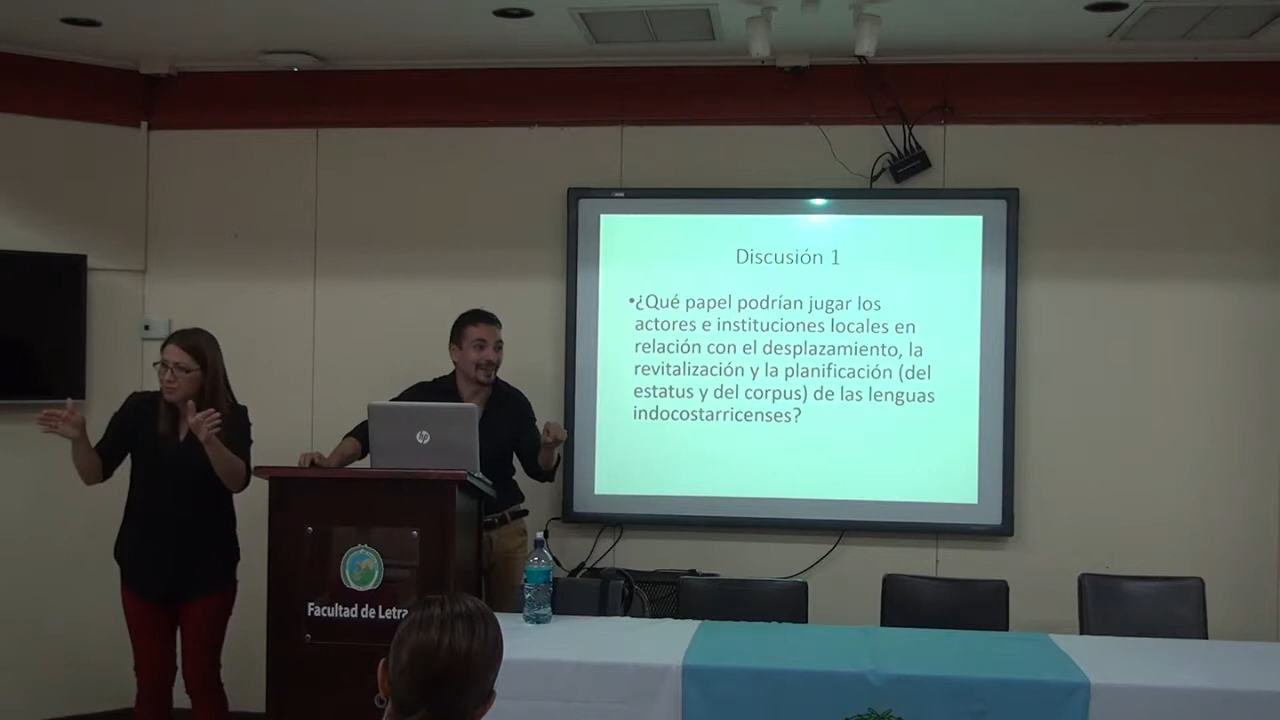 Discusión 1
•¿Qué papel podrían jugar los
actores e instituciones locales en
relación con el desplazamiento, la
revitalización y la planificación (del
estatus y del corpus) de las lenguas
indocostarricenses?
hp
Facultad de Letra